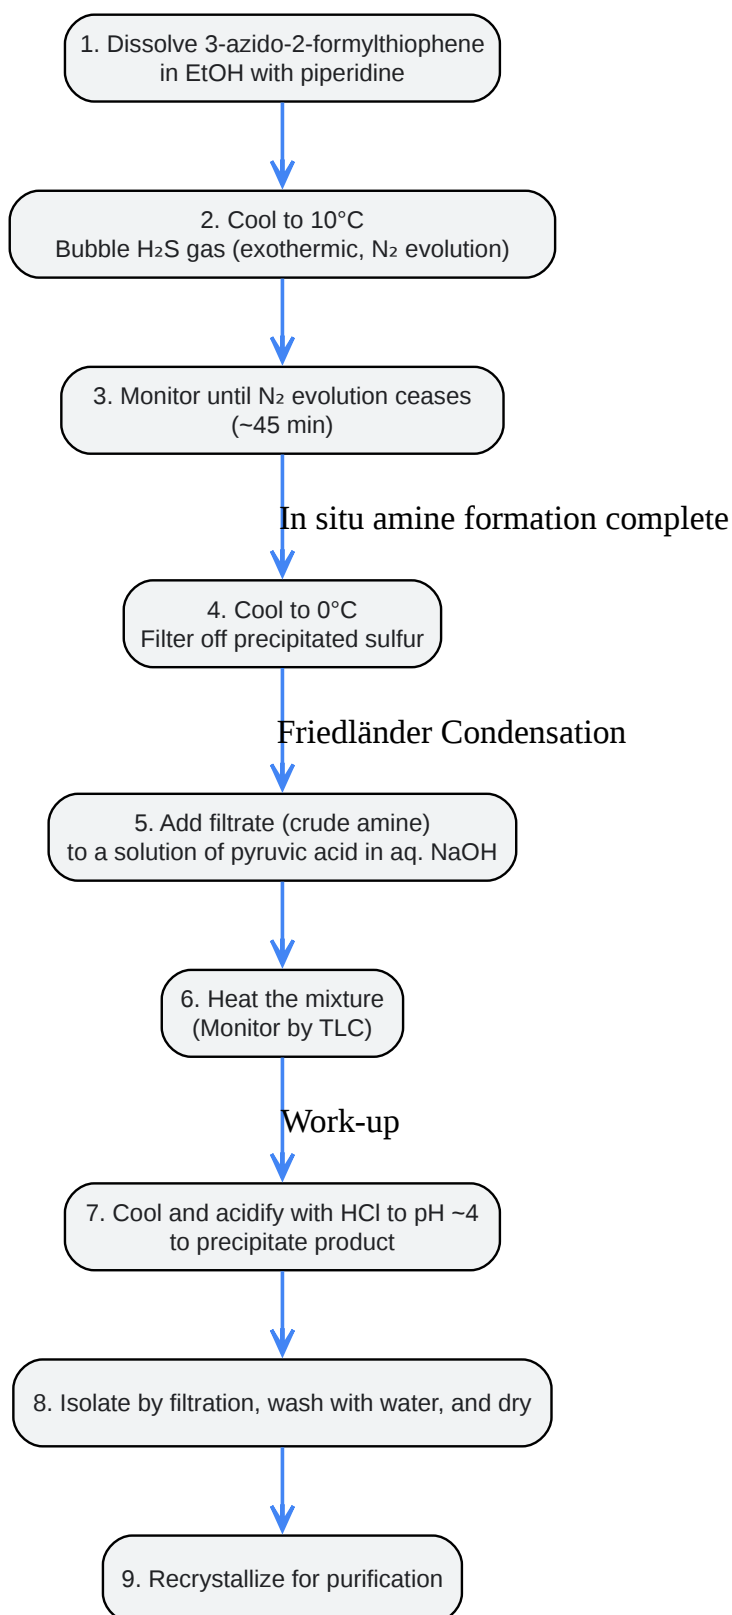 1. Dissolve 3-azido-2-formylthiophene
in EtOH with piperidine
2. Cool to 10°C
Bubble H₂S gas (exothermic, N₂ evolution)
3. Monitor until N₂ evolution ceases
(~45 min)
In situ amine formation complete
4. Cool to 0°C
Filter off precipitated sulfur
Friedländer Condensation
5. Add filtrate (crude amine)
to a solution of pyruvic acid in aq. NaOH
6. Heat the mixture
(Monitor by TLC)
Work-up
7. Cool and acidify with HCl to pH ~4
to precipitate product
8. Isolate by filtration, wash with water, and dry
9. Recrystallize for purification